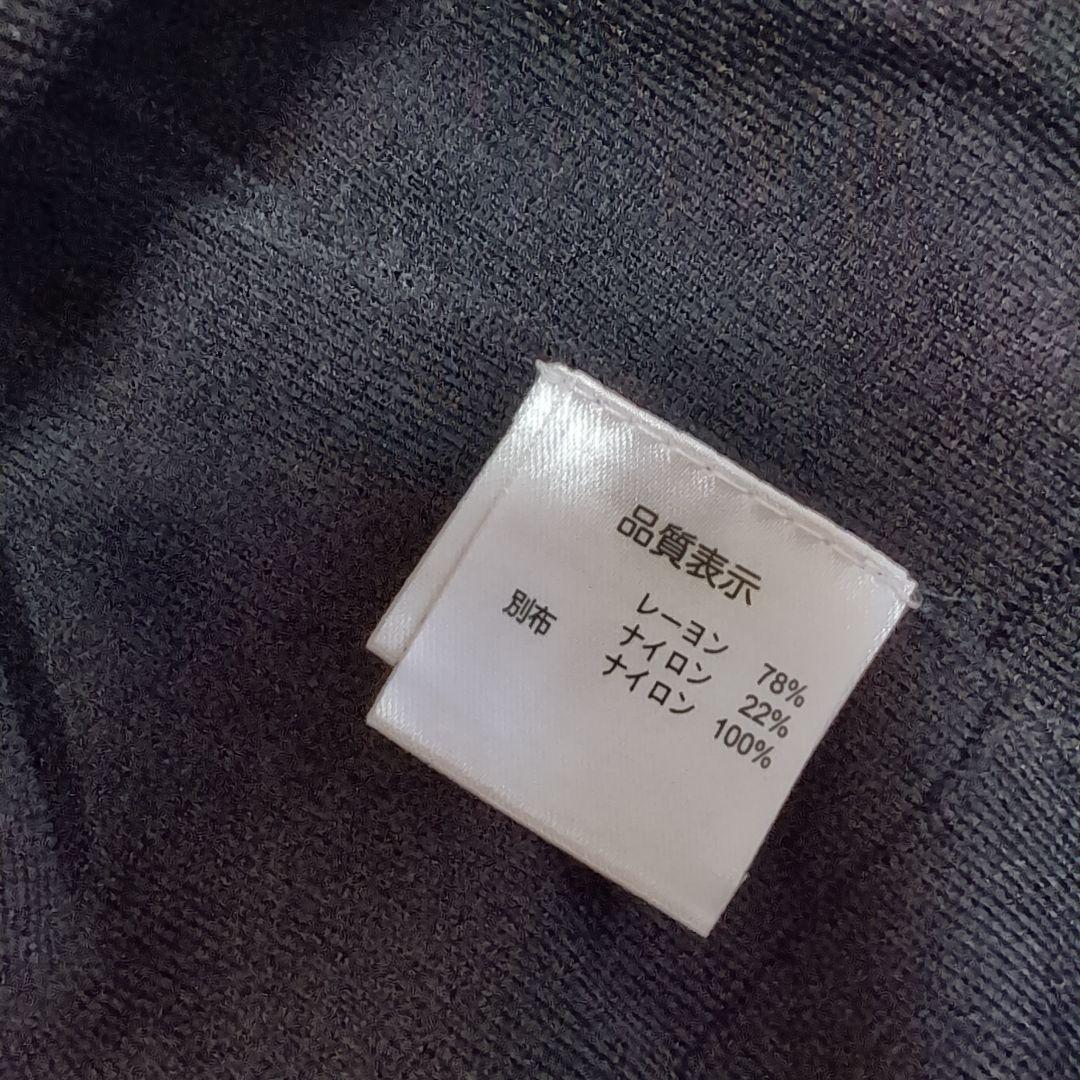 品質表示
レーヨン 78%
ナイロン 22%
別布 ナイロン 100%